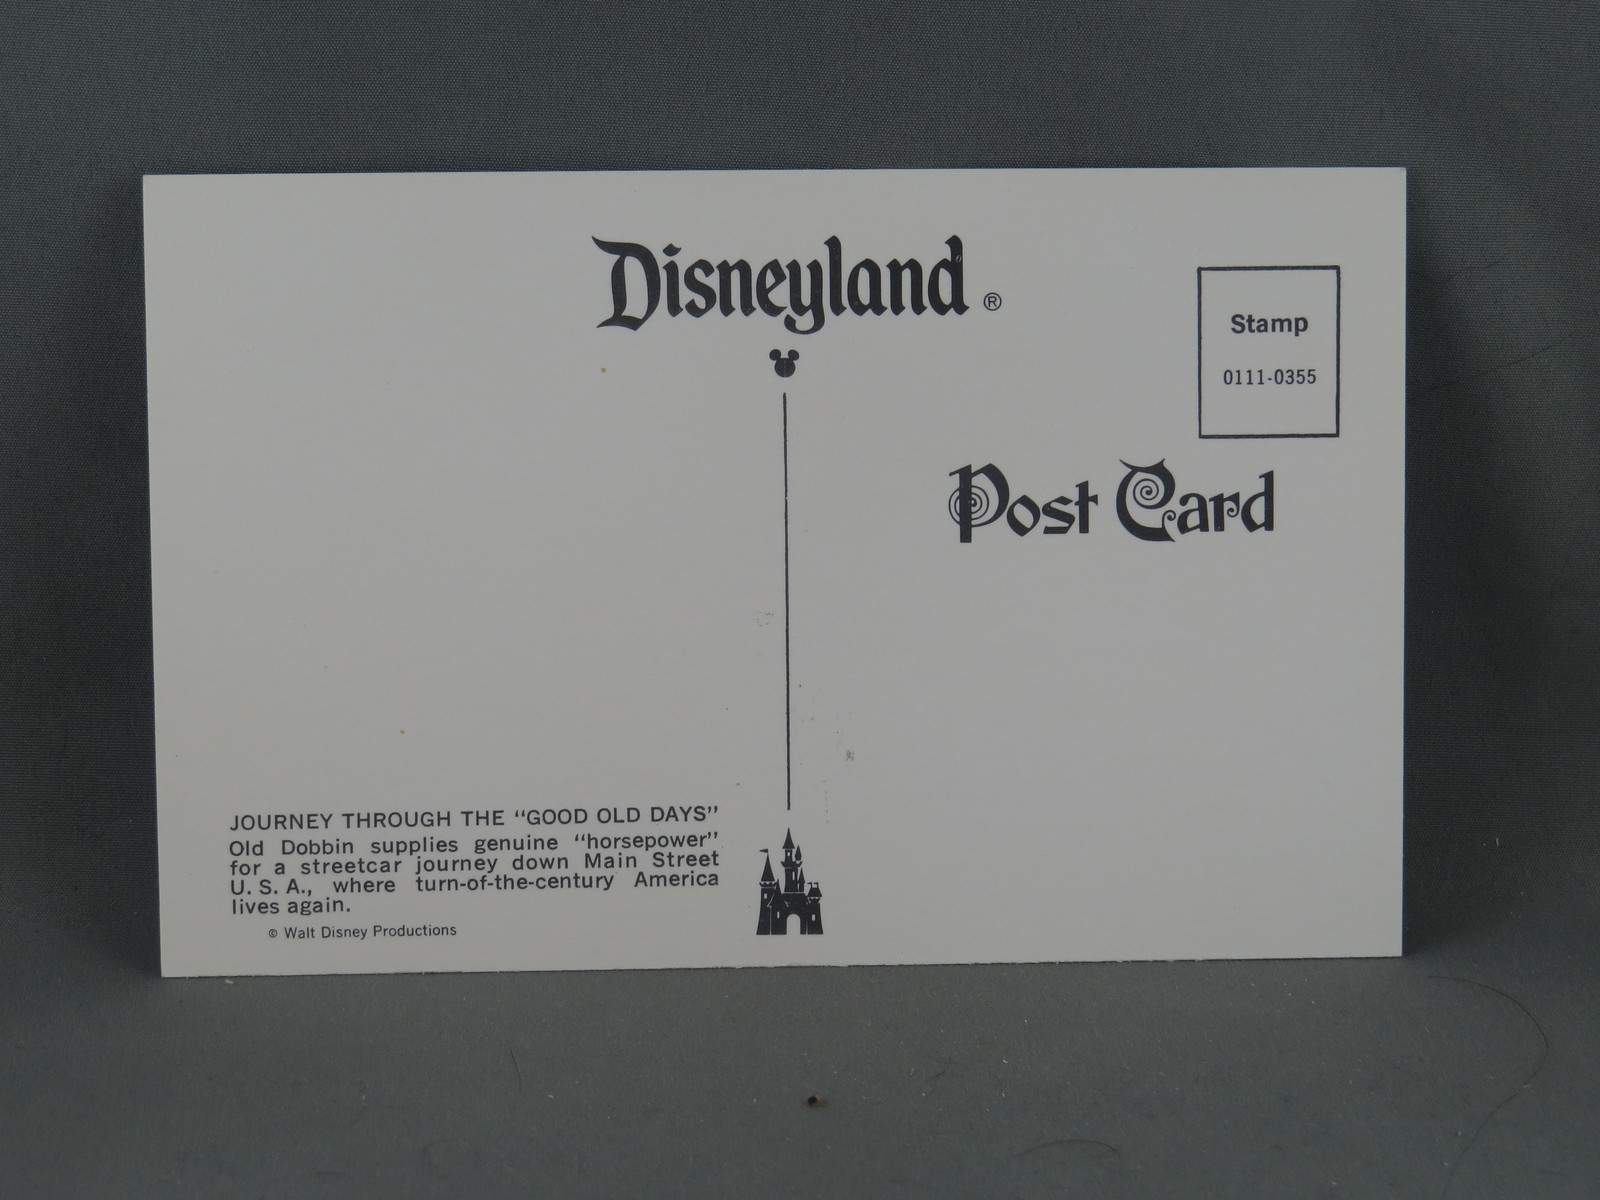 Disneyland ®
Stamp
0111-0355
Post Card
JOURNEY THROUGH THE "GOOD OLD DAYS"
Old Dobbin supplies genuine "horsepower"
for a streetcar journey down Main Street
U. S. A., where turn-of-the-century America
lives again.
© Walt Disney Productions